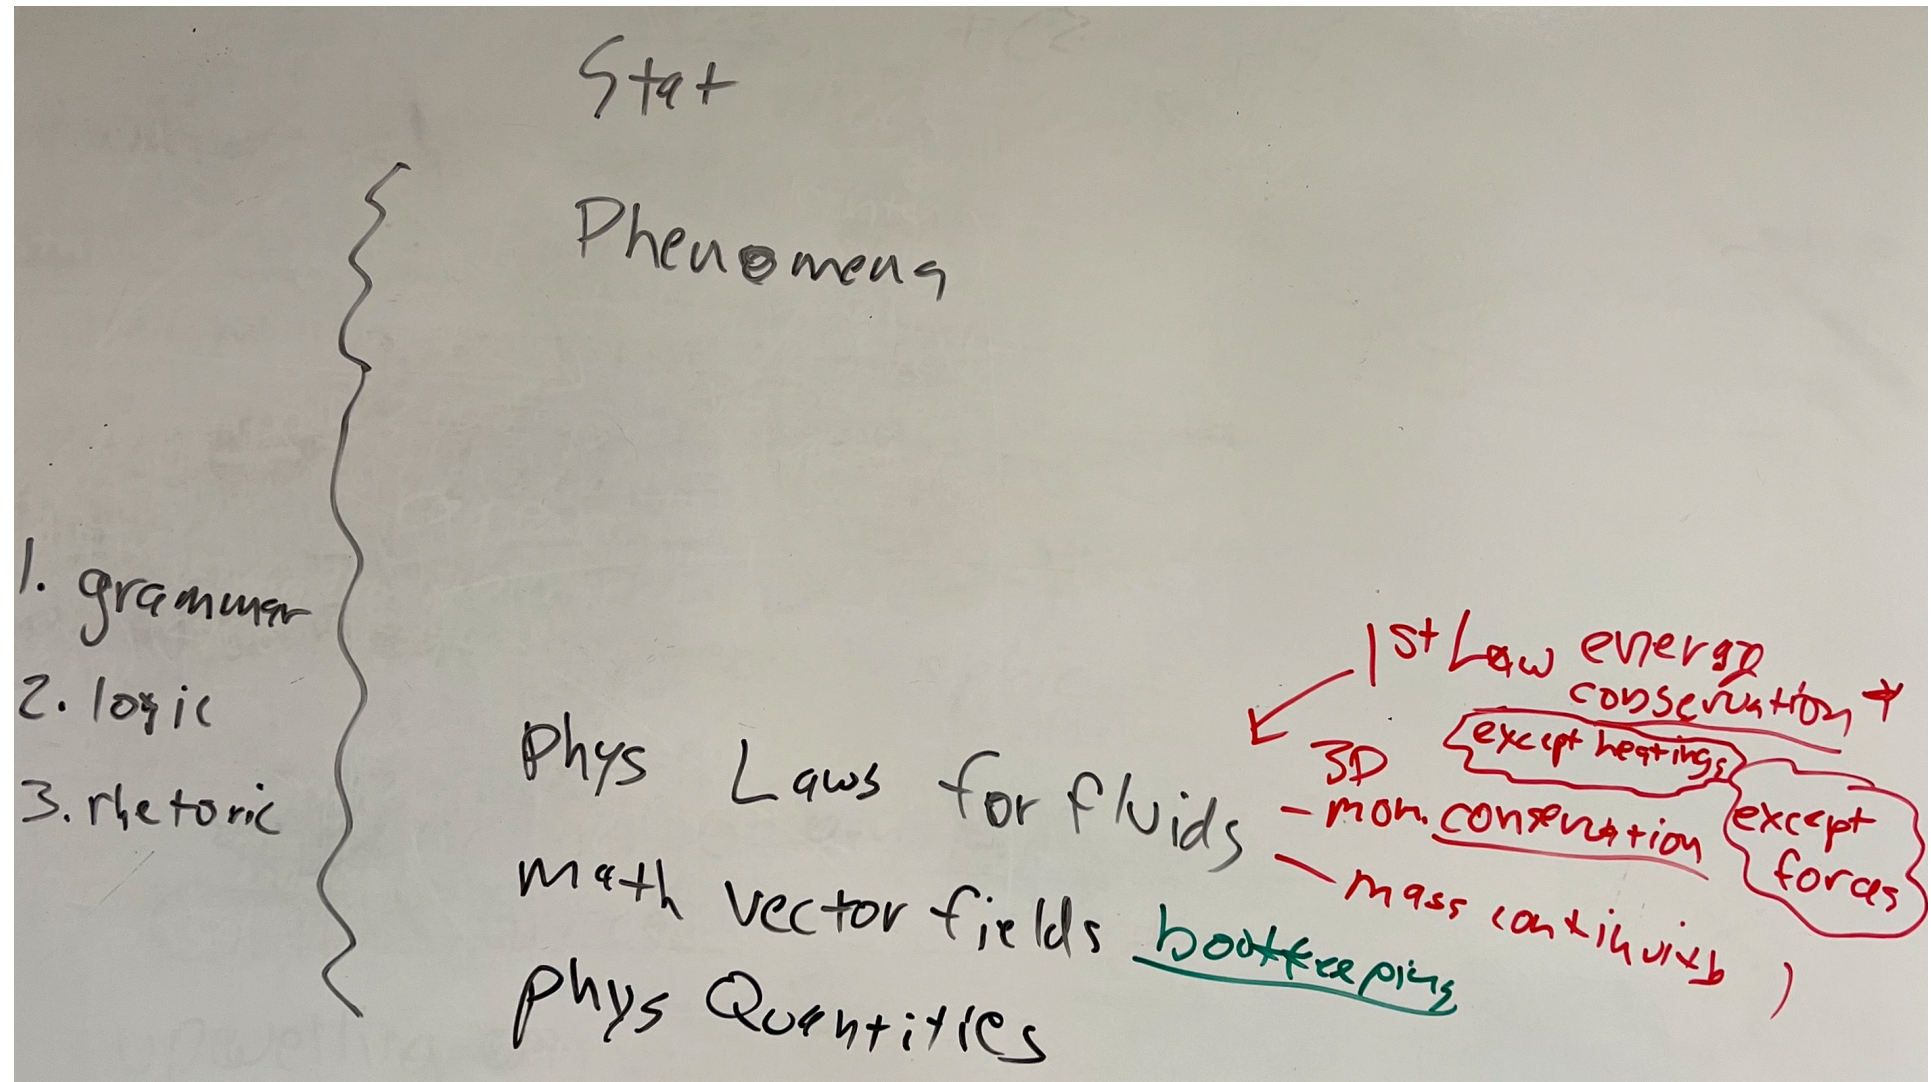 Stat
Phenomena
1. grammar
2. logic
3. rhetoric
Phys Laws for fluids
math vector fields bookkeeping
phys Quantities
1st Law energy
conservation
except heatings
3D
- mom. conservation
except
forces
- mass continuity